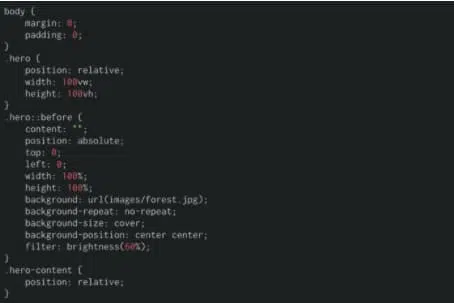 body {
margin: 0;
padding: 0;
}
.hero {
position: relative;
width: 100vw;
height: 100vh;
}
.hero::before {
content: "";
position: absolute;
top: 0;
left: 0;
width: 100%;
height: 100%;
background: url(images/forest.jpg);
background-repeat: no-repeat;
background-size: cover;
background-position: center center;
filter: brightness(60%);
}
.hero-content {
position: relative;
}